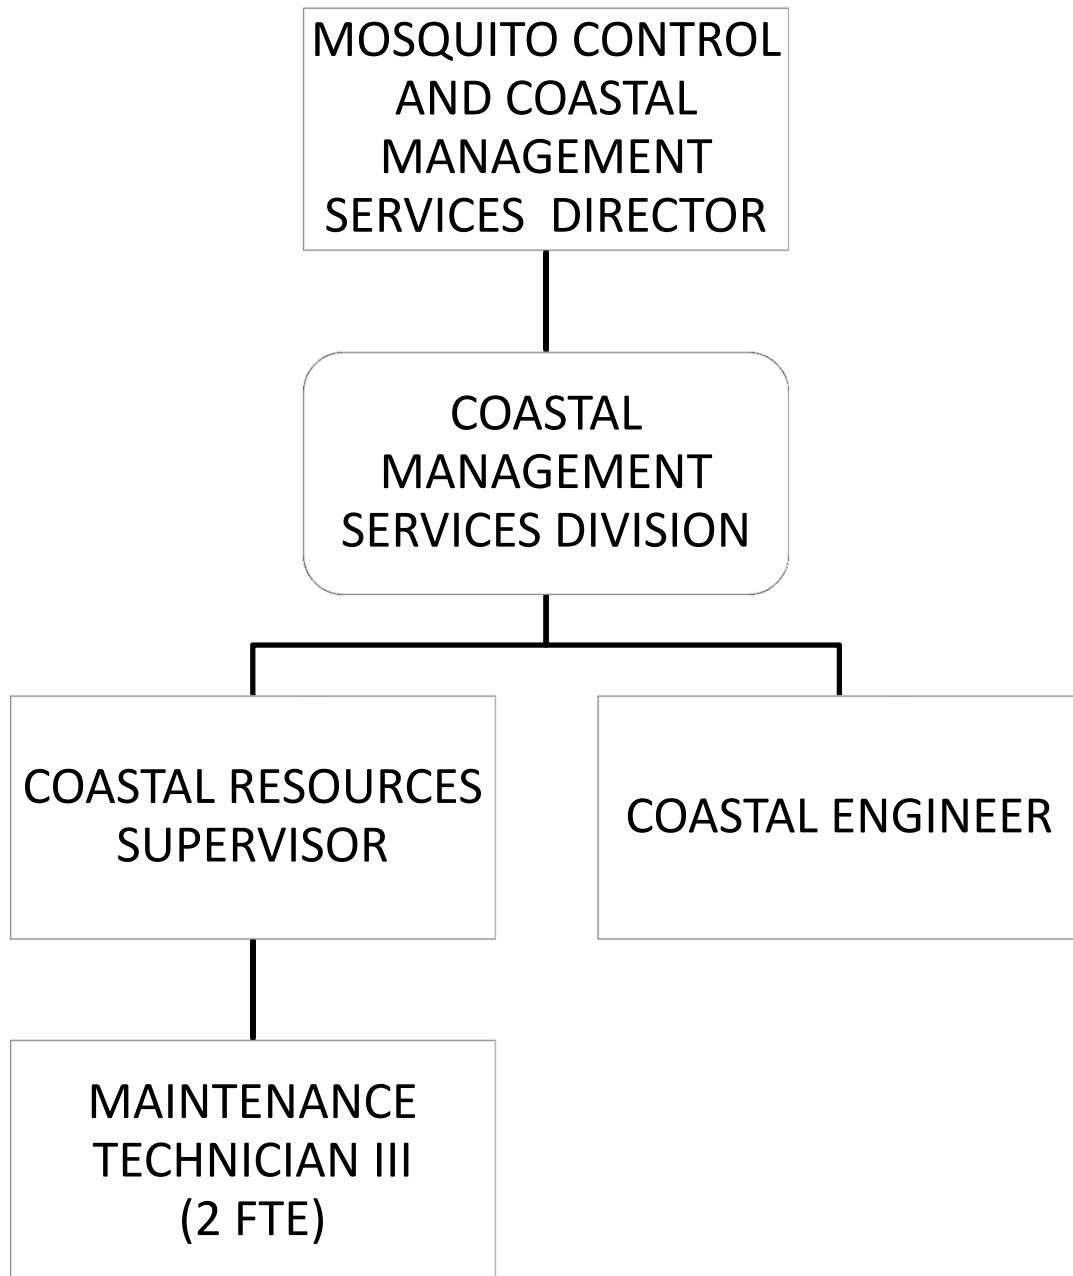 MOSQUITO CONTROL
AND COASTAL
MANAGEMENT
SERVICES  DIRECTOR
COASTAL
MANAGEMENT
SERVICES DIVISION
COASTAL RESOURCES
SUPERVISOR
COASTAL ENGINEER
MAINTENANCE
TECHNICIAN III
(2 FTE)